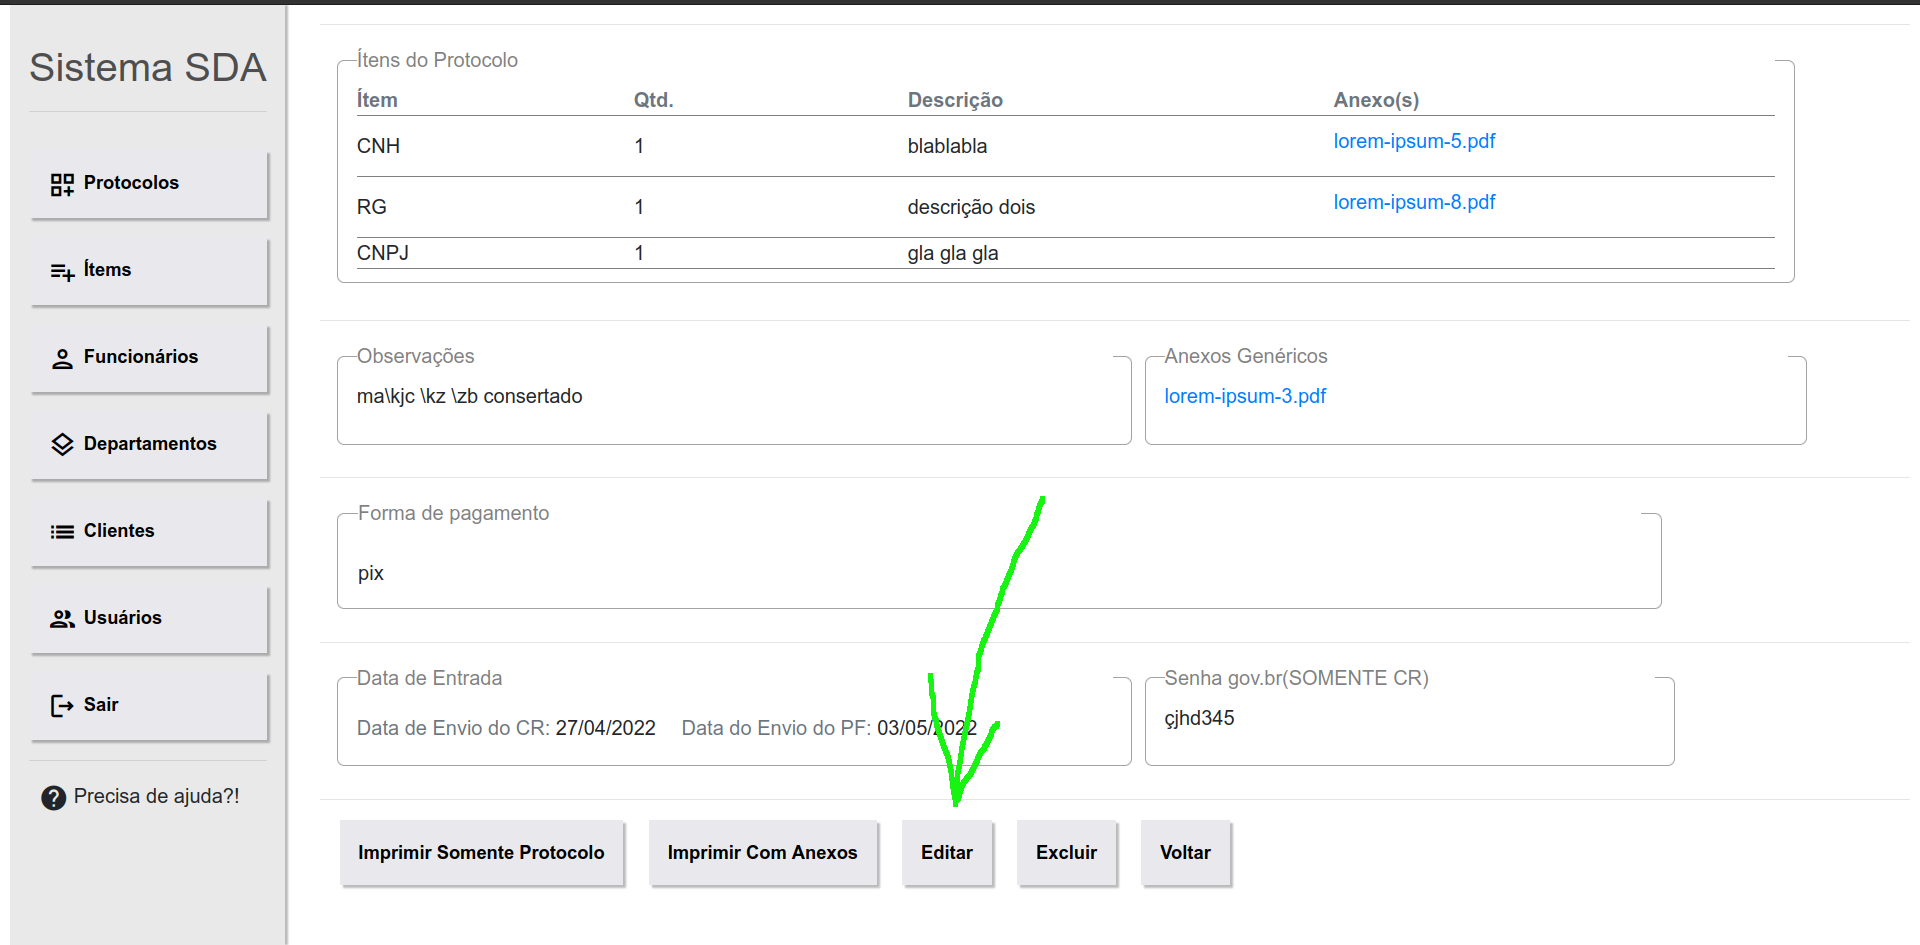 Sistema SDA
Protocolos
Ítems
Funcionários
Departamentos
Clientes
Usuários
Sair
Precisa de ajuda?!
Ítens do Protocolo
Ítem Qtd. Descrição Anexo(s)
CNH 1 blablabla lorem-ipsum-5.pdf
RG 1 descrição dois lorem-ipsum-8.pdf
CNPJ 1 gla gla gla
Observações
ma\kjc \kz \zb consertado
Anexos Genéricos
lorem-ipsum-3.pdf
Forma de pagamento
pix
Data de Entrada
Data de Envio do CR: 27/04/2022 Data do Envio do PF: 03/05/2022
Senha gov.br(SOMENTE CR)
çjhd345
Imprimir Somente Protocolo Imprimir Com Anexos Editar Excluir Voltar